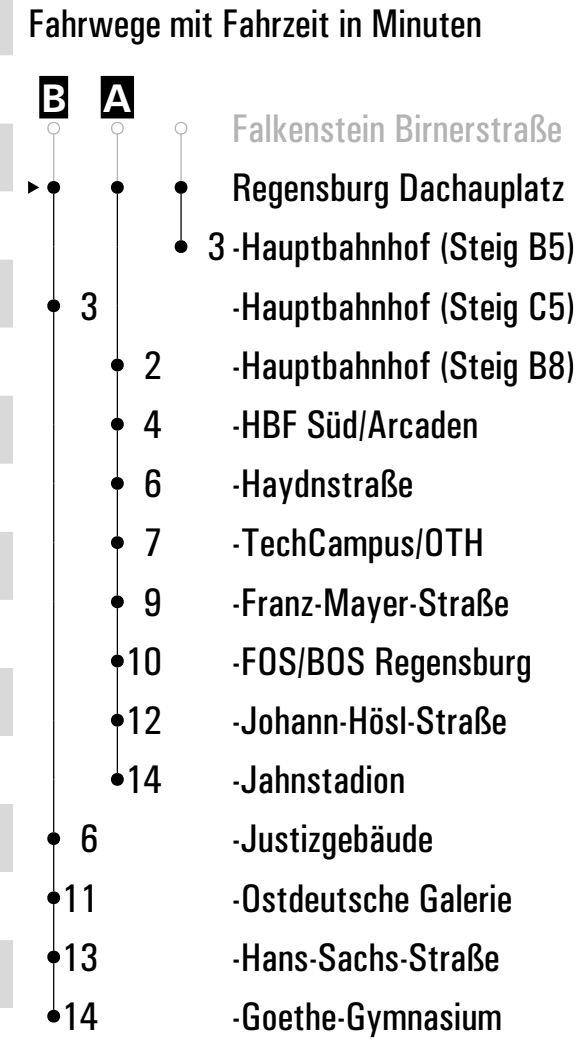 Fahrwege mit Fahrzeit in Minuten
B A
Falkenstein Birnerstraße
Regensburg Dachauplatz
3 -Hauptbahnhof (Steig B5)
3 -Hauptbahnhof (Steig C5)
2 -Hauptbahnhof (Steig B8)
4 -HBF Süd/Arcaden
6 -Haydnstraße
7 -TechCampus/OTH
9 -Franz-Mayer-Straße
10 -FOS/BOS Regensburg
12 -Johann-Hösl-Straße
14 -Jahnstadion
6 -Justizgebäude
11 -Ostdeutsche Galerie
13 -Hans-Sachs-Straße
14 -Goethe-Gymnasium